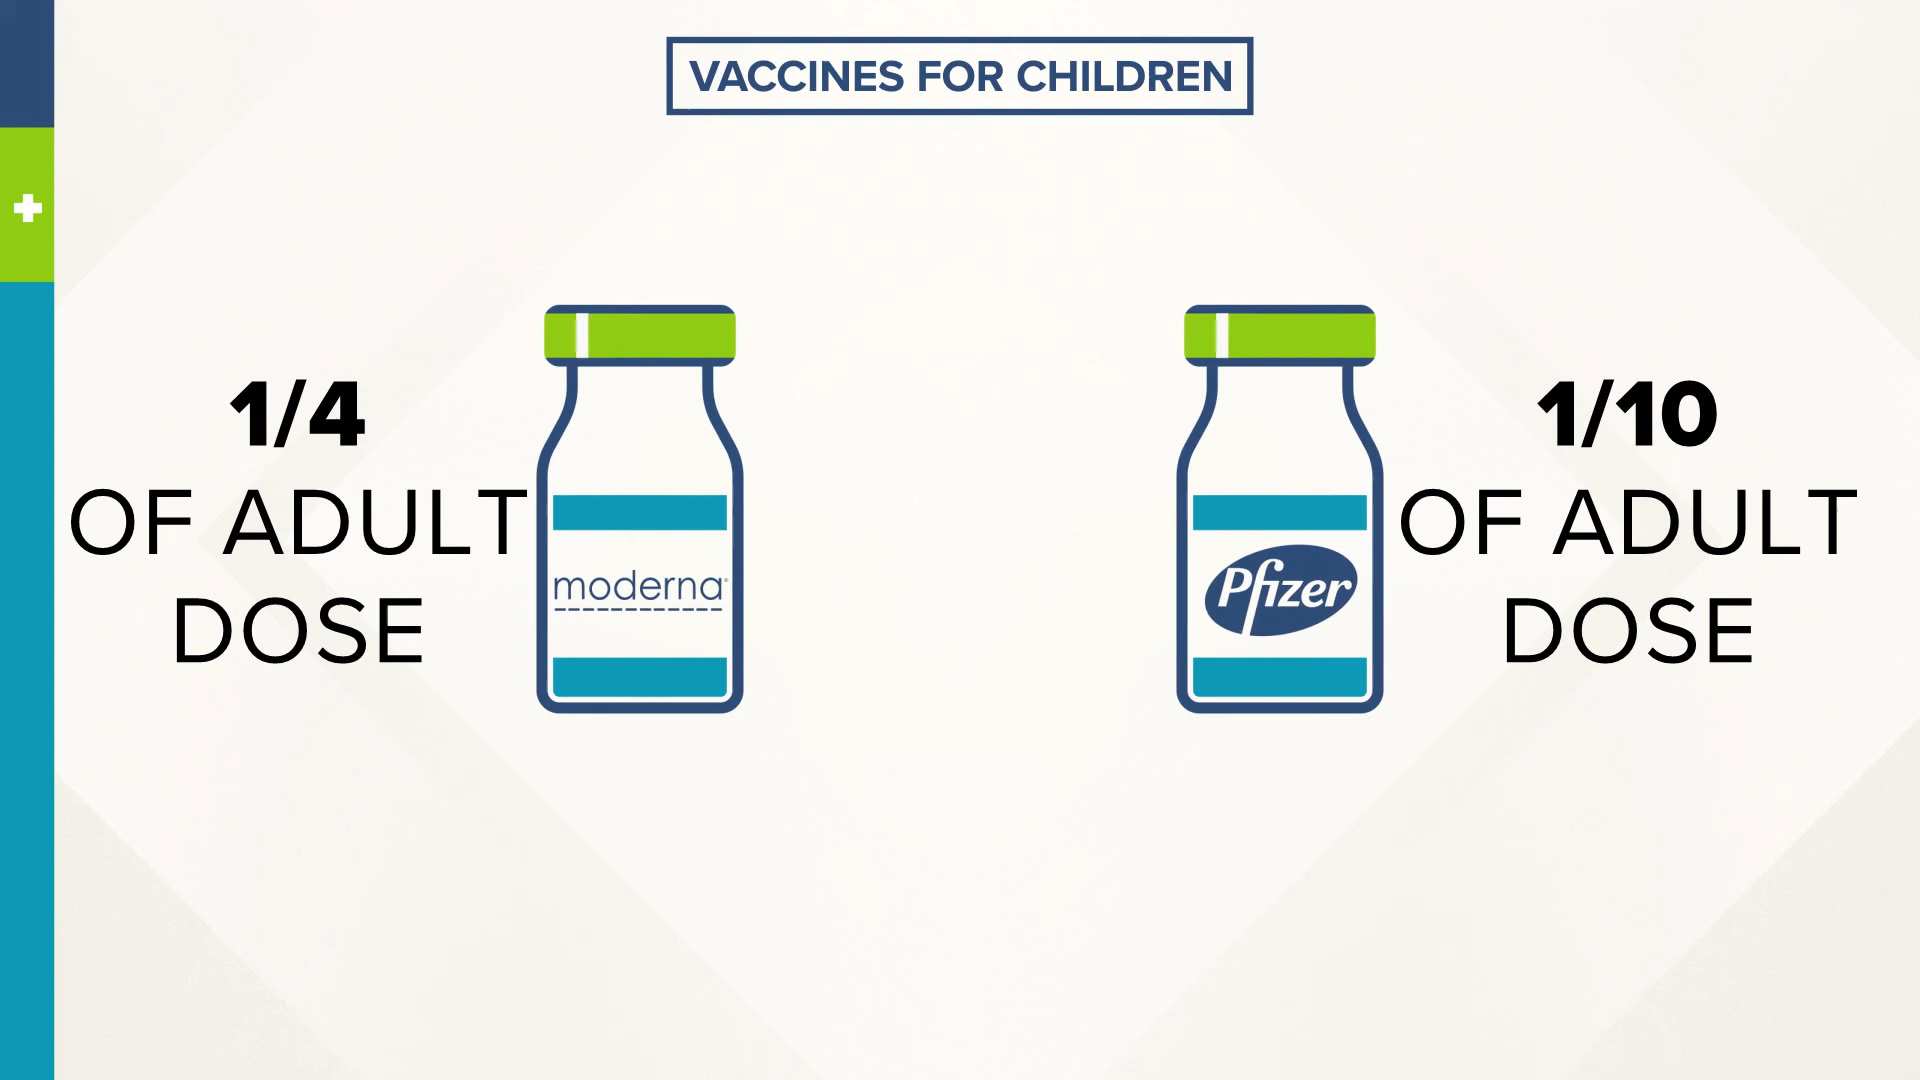 VACCINES FOR CHILDREN
1/4
OF ADULT
DOSE
moderna
Pfizer
1/10
OF ADULT
DOSE